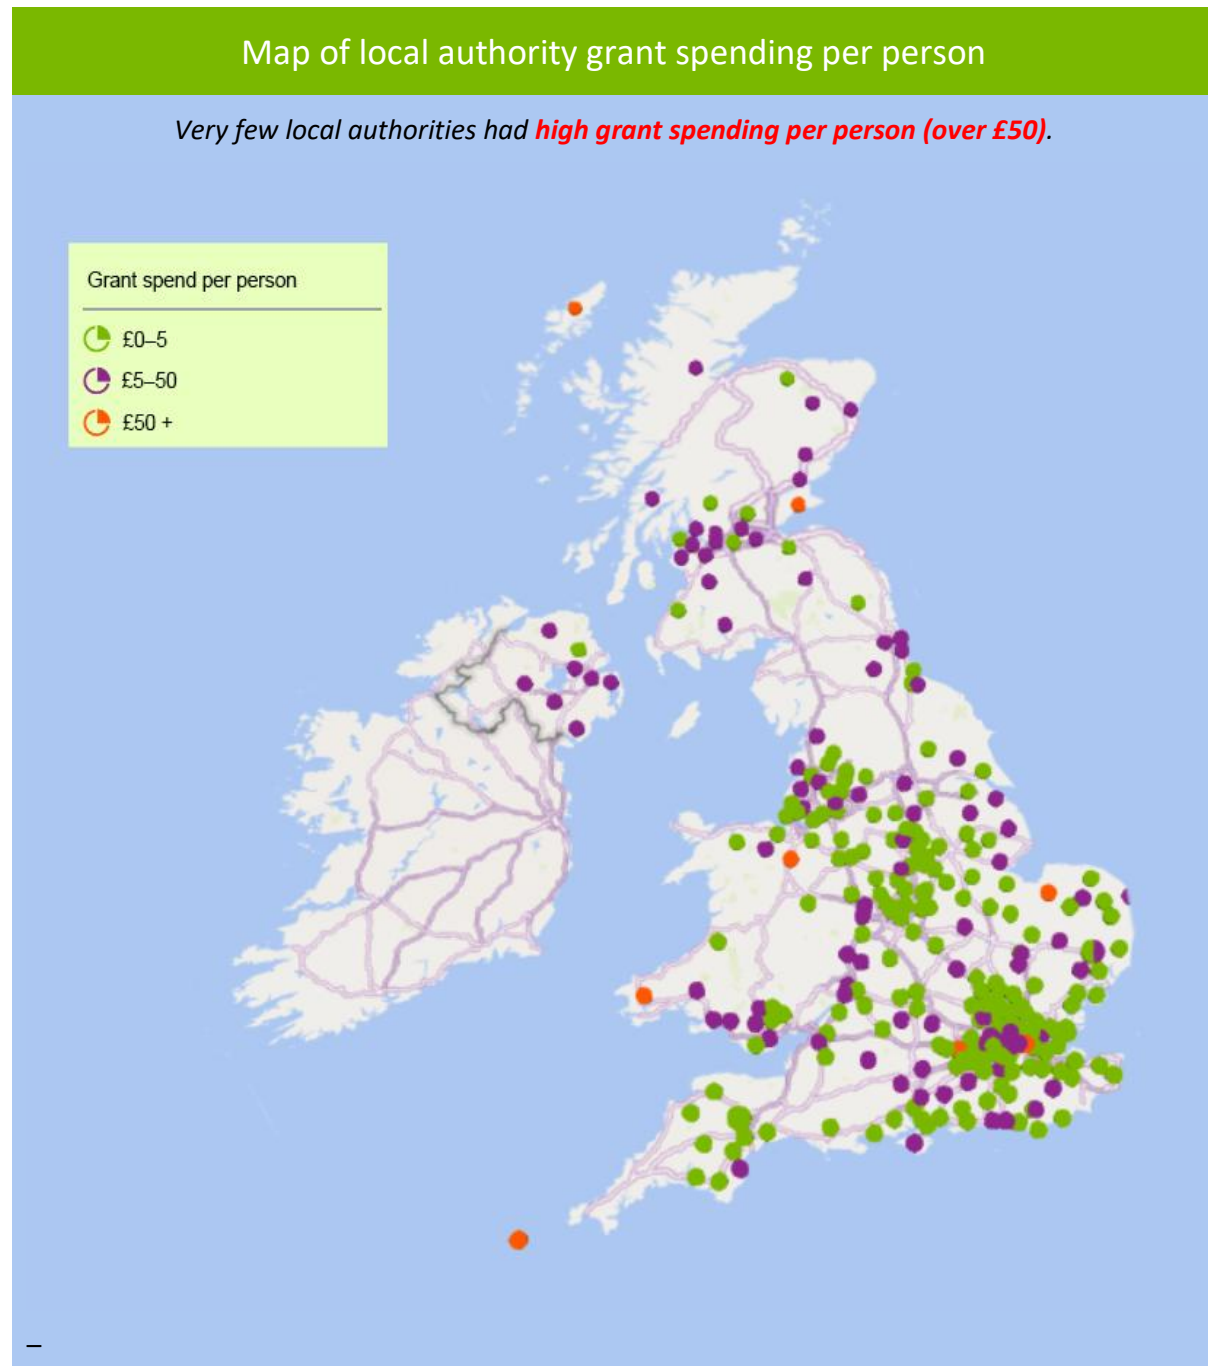 Map of local authority grant spending per person
Very few local authorities had high grant spending per person (over £50).
Grant spend per person
£0–5
£5–50
£50 +
–